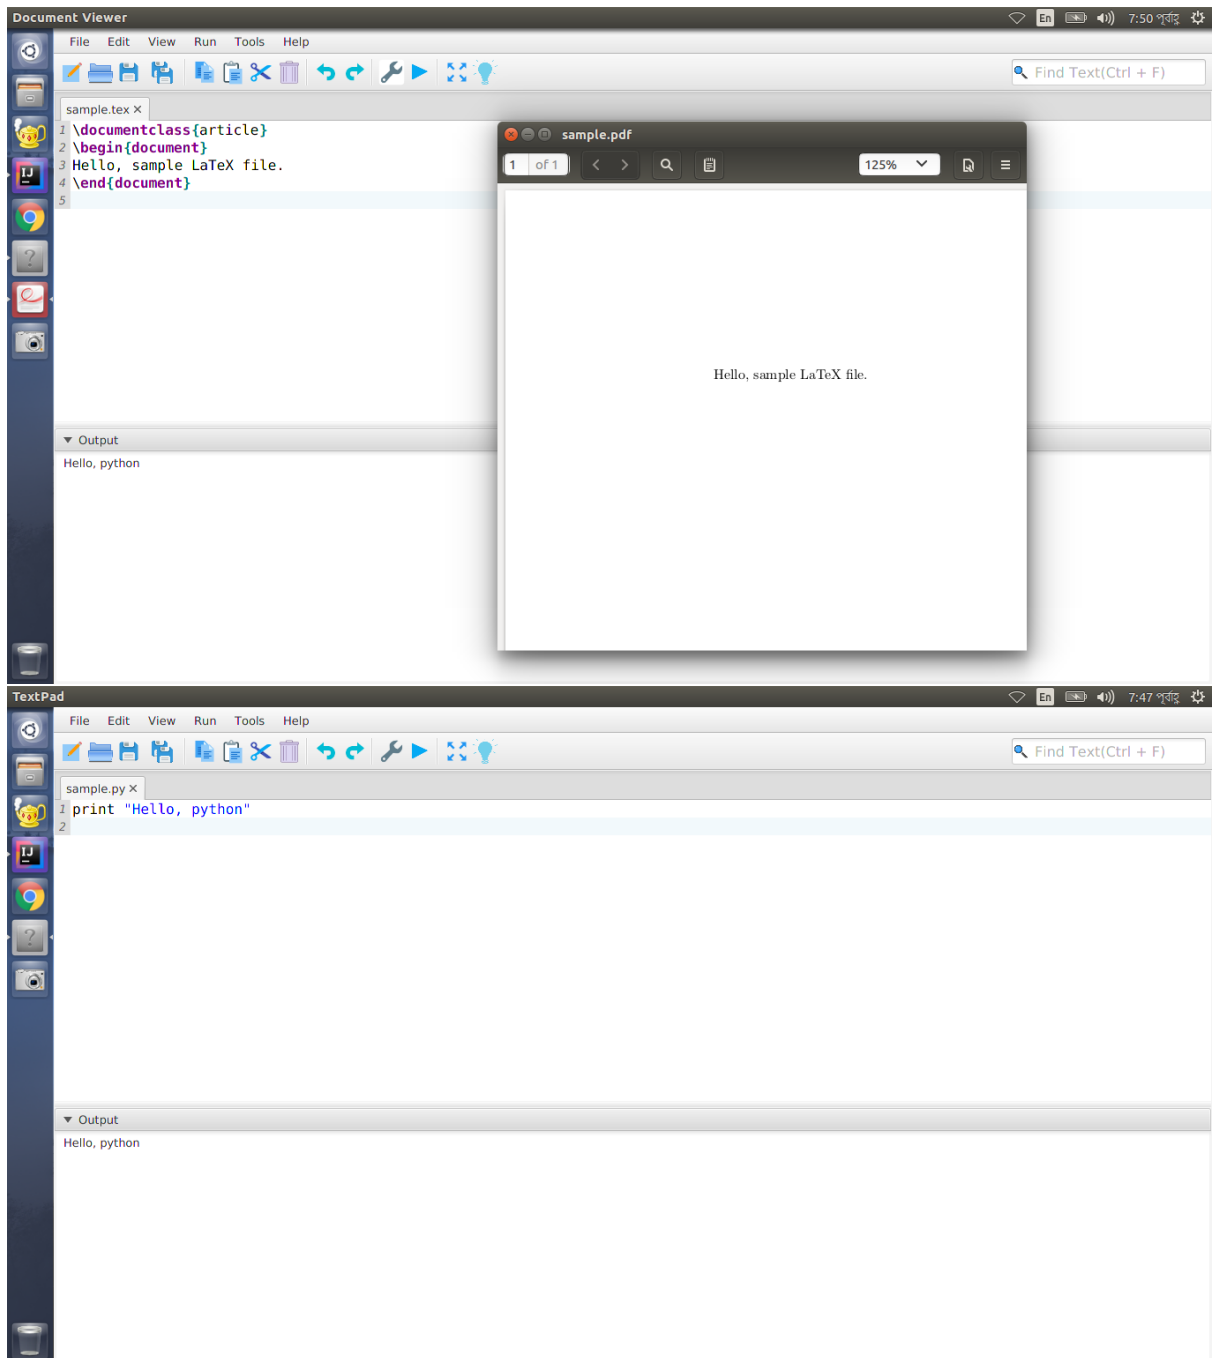 Document Viewer
En
7:50 পূর্বাহ্ণ
File Edit View Run Tools Help
Find Text(Ctrl + F)
sample.tex ×
1 \documentclass{article}
2 \begin{document}
3 Hello, sample LaTeX file.
4 \end{document}
5
sample.pdf
1 of 1
125%
Hello, sample LaTeX file.
Output
Hello, python
IJ
TextPad
En
7:47 পূর্বাহ্ণ
File Edit View Run Tools Help
Find Text(Ctrl + F)
sample.py ×
1 print "Hello, python"
2
Output
Hello, python
IJ